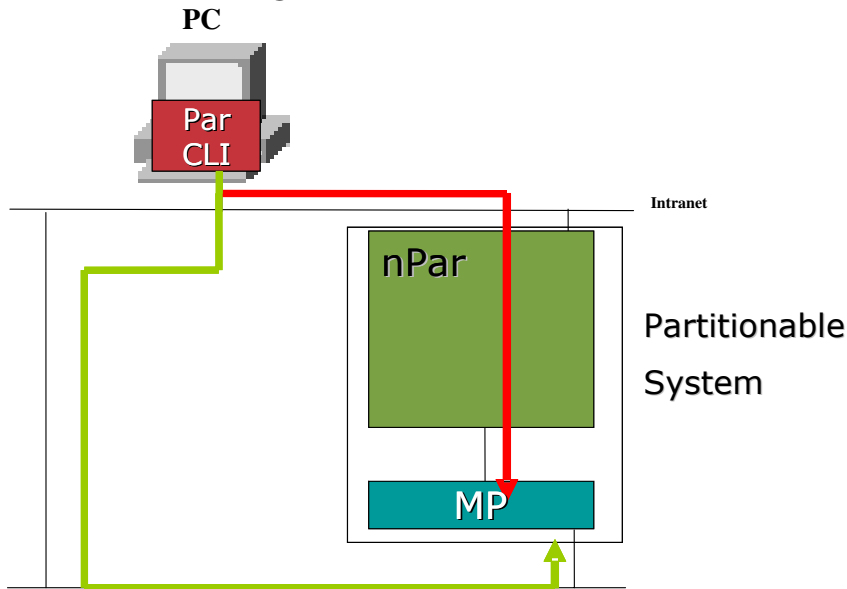 PC
Par
CLI
Intranet
nPar
Partitionable
System
MP